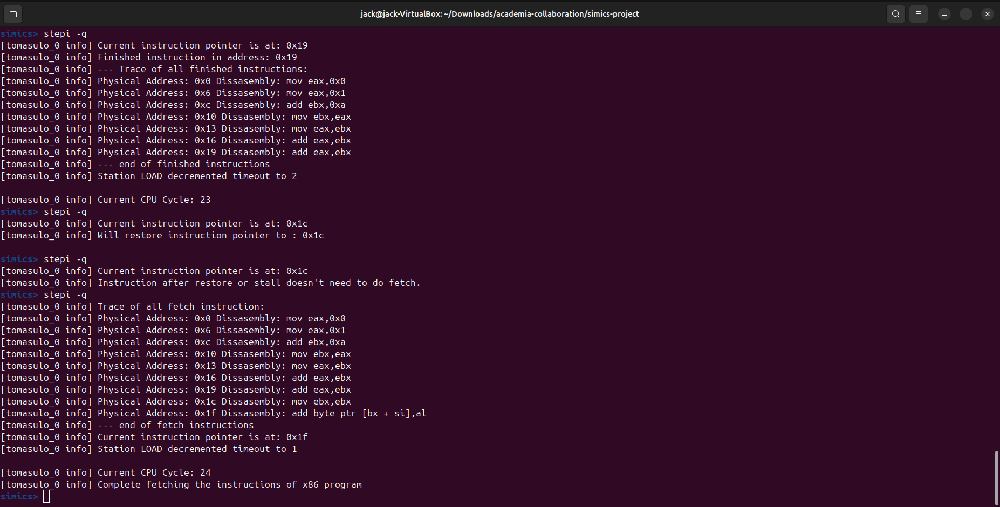 jack@jack-VirtualBox: ~/Downloads/academia-collaboration/simics-project
simics> stepi -q
[tomasulo_0 info] Current instruction pointer is at: 0x19
[tomasulo_0 info] Finished instruction in address: 0x19
[tomasulo_0 info] --- Trace of all finished instructions:
[tomasulo_0 info] Physical Address: 0x0 Dissasembly: mov eax,0x0
[tomasulo_0 info] Physical Address: 0x6 Dissasembly: mov eax,0x1
[tomasulo_0 info] Physical Address: 0xc Dissasembly: add ebx,0xa
[tomasulo_0 info] Physical Address: 0x10 Dissasembly: mov ebx,eax
[tomasulo_0 info] Physical Address: 0x13 Dissasembly: mov eax,ebx
[tomasulo_0 info] Physical Address: 0x16 Dissasembly: add eax,ebx
[tomasulo_0 info] Physical Address: 0x19 Dissasembly: add eax,ebx
[tomasulo_0 info] --- end of finished instructions
[tomasulo_0 info] Station LOAD decremented timeout to 2
[tomasulo_0 info] Current CPU Cycle: 23
simics> stepi -q
[tomasulo_0 info] Current instruction pointer is at: 0x1c
[tomasulo_0 info] Will restore instruction pointer to : 0x1c
simics> stepi -q
[tomasulo_0 info] Current instruction pointer is at: 0x1c
[tomasulo_0 info] Instruction after restore or stall doesn't need to do fetch.
simics> stepi -q
[tomasulo_0 info] Trace of all fetch instruction:
[tomasulo_0 info] Physical Address: 0x0 Dissasembly: mov eax,0x0
[tomasulo_0 info] Physical Address: 0x6 Dissasembly: mov eax,0x1
[tomasulo_0 info] Physical Address: 0xc Dissasembly: add ebx,0xa
[tomasulo_0 info] Physical Address: 0x10 Dissasembly: mov ebx,eax
[tomasulo_0 info] Physical Address: 0x13 Dissasembly: mov eax,ebx
[tomasulo_0 info] Physical Address: 0x16 Dissasembly: add eax,ebx
[tomasulo_0 info] Physical Address: 0x19 Dissasembly: add eax,ebx
[tomasulo_0 info] Physical Address: 0x1c Dissasembly: mov ebx,ebx
[tomasulo_0 info] Physical Address: 0x1f Dissasembly: add byte ptr [bx + si],al
[tomasulo_0 info] --- end of fetch instructions
[tomasulo_0 info] Current instruction pointer is at: 0x1f
[tomasulo_0 info] Station LOAD decremented timeout to 1
[tomasulo_0 info] Current CPU Cycle: 24
[tomasulo_0 info] Complete fetching the instructions of x86 program
simics>